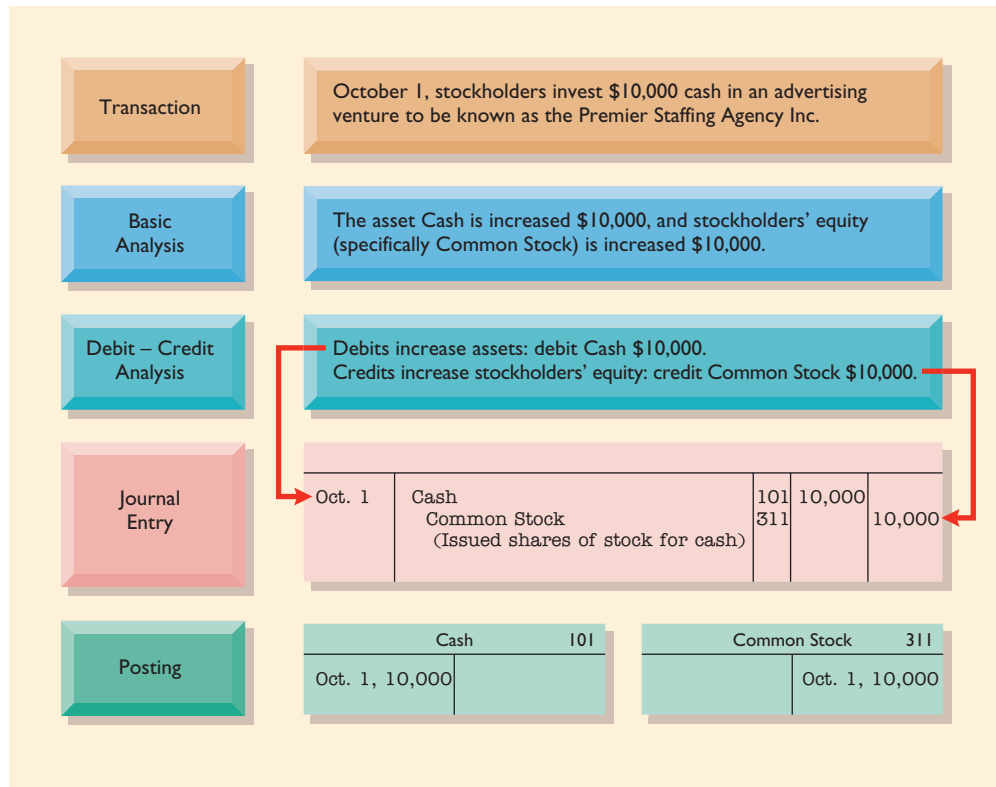 Transaction
October 1, stockholders invest $10,000 cash in an advertising
venture to be known as the Premier Staffing Agency Inc.
Basic
Analysis
The asset Cash is increased $10,000, and stockholders’ equity
(specifically Common Stock) is increased $10,000.
Debit – Credit
Analysis
Debits increase assets: debit Cash $10,000.
Credits increase stockholders’ equity: credit Common Stock $10,000.
Journal
Entry
Oct. 1 Cash 101 10,000
Common Stock 311 10,000
(Issued shares of stock for cash)
Posting
Cash 101
Oct. 1, 10,000
Common Stock 311
Oct. 1, 10,000